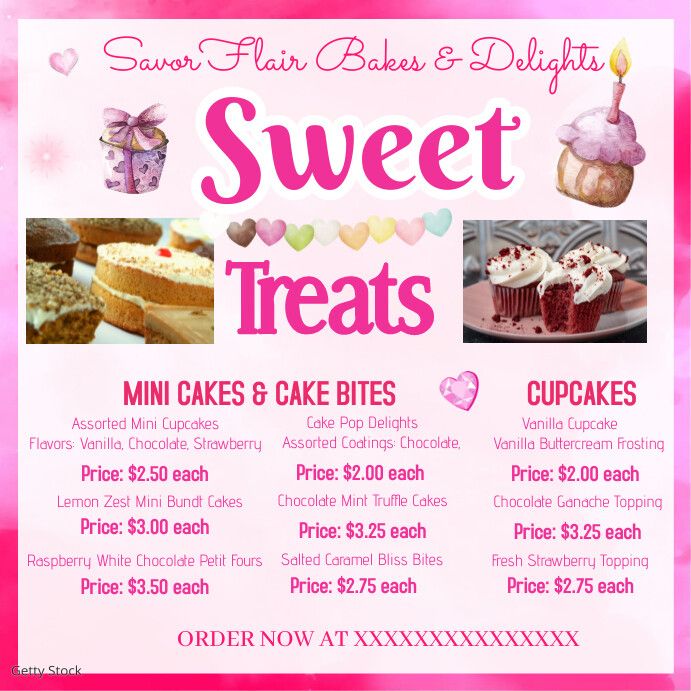 Savor Flair Bakes & Delights
Sweet
Treats
MINI CAKES & CAKE BITES
Assorted Mini Cupcakes
Flavors: Vanilla, Chocolate, Strawberry
Price: $2.50 each
Lemon Zest Mini Bundt Cakes
Price: $3.00 each
Raspberry White Chocolate Petit Fours
Price: $3.50 each
Cake Pop Delights
Assorted Coatings: Chocolate,
Price: $2.00 each
Chocolate Mint Truffle Cakes
Price: $3.25 each
Salted Caramel Bliss Bites
Price: $2.75 each
CUPCAKES
Vanilla Cupcake
Vanilla Buttercream Frosting
Price: $2.00 each
Chocolate Ganache Topping
Price: $3.25 each
Fresh Strawberry Topping
Price: $2.75 each
ORDER NOW AT XXXXXXXXXXXXXXX
Getty Stock